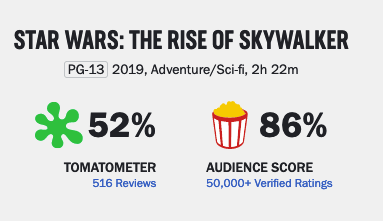 STAR WARS: THE RISE OF SKYWALKER
PG-13 2019, Adventure/Sci-fi, 2h 22m
52% 86%
TOMATOMETER AUDIENCE SCORE
516 Reviews 50,000+ Verified Ratings